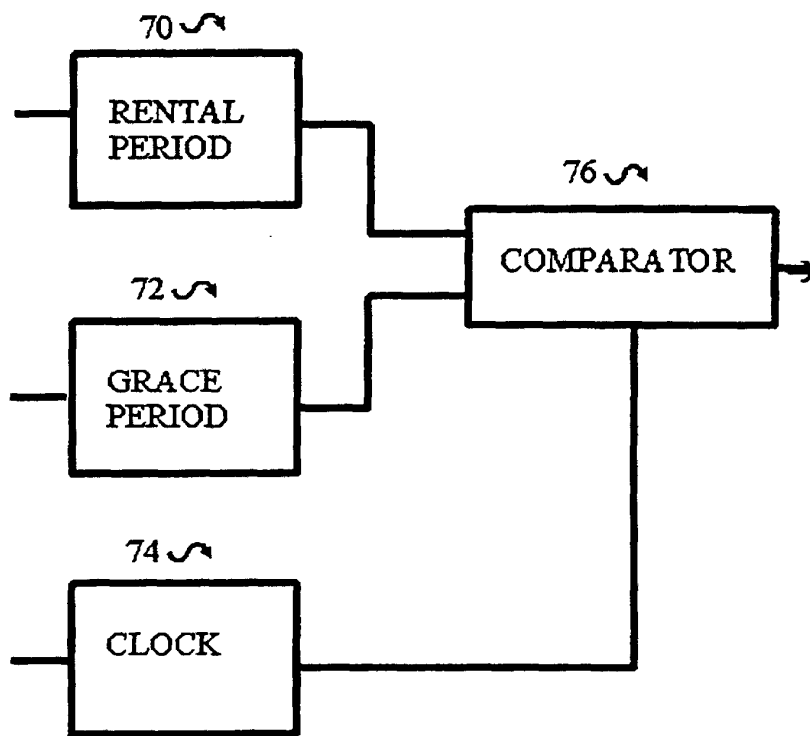 70
RENTAL
PERIOD
76
COMPARATOR
72
GRACE
PERIOD
74
CLOCK